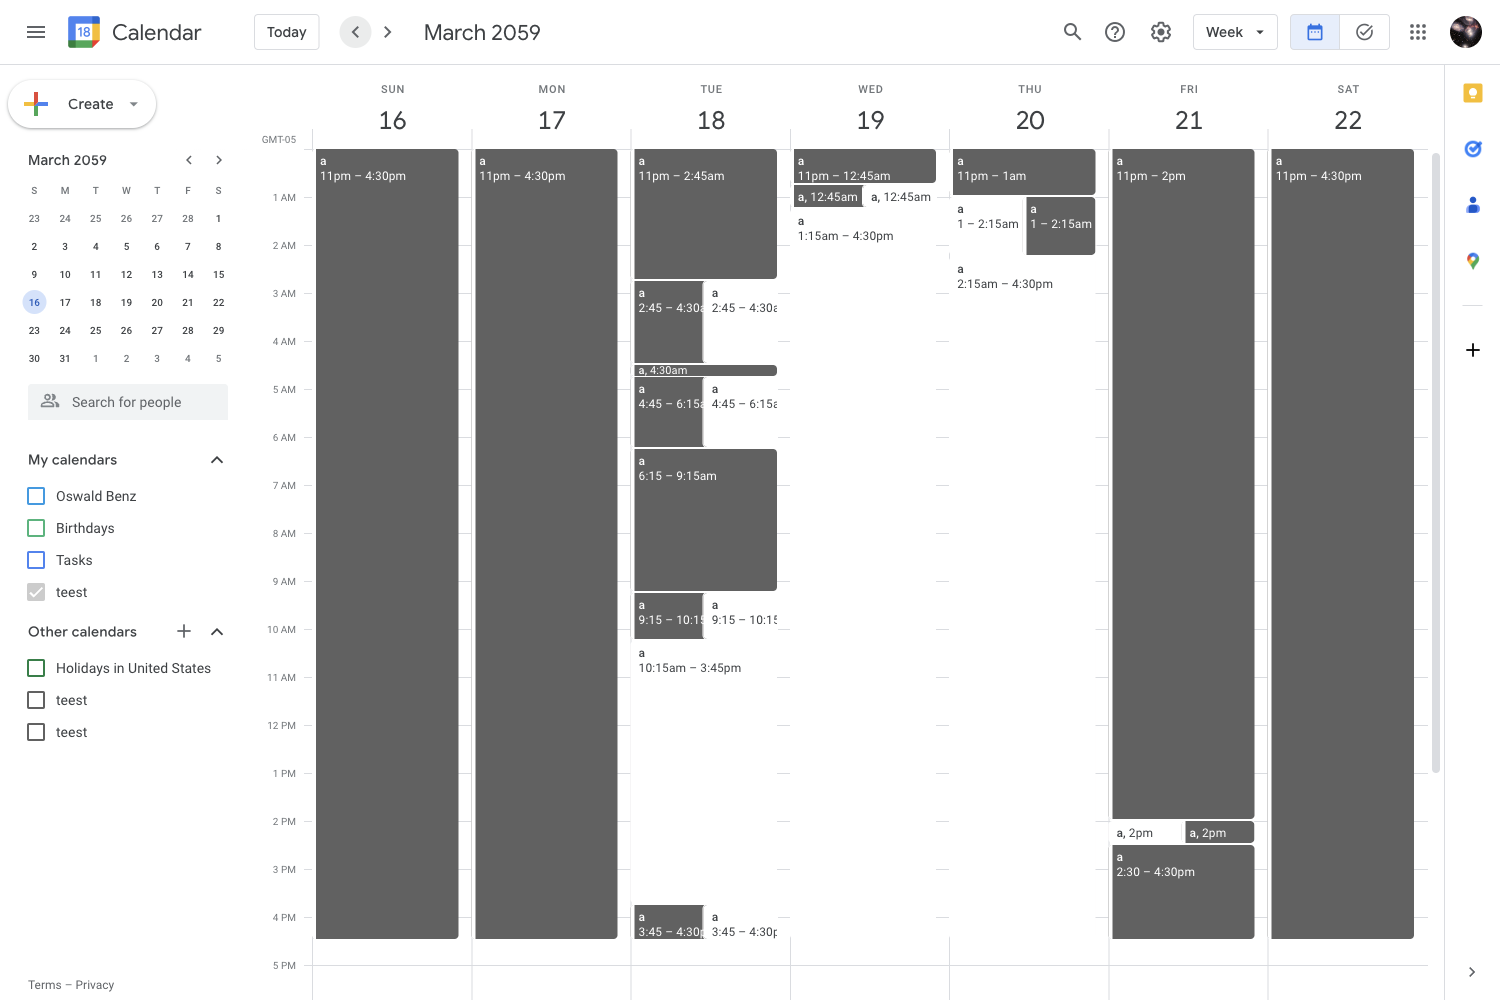 18 Calendar
Today
March 2059
Week
Create
March 2059
S M T W T F S
23 24 25 26 27 28 1
2 3 4 5 6 7 8
9 10 11 12 13 14 15
16 17 18 19 20 21 22
23 24 25 26 27 28 29
30 31 1 2 3 4 5
Search for people
My calendars
Oswald Benz
Birthdays
Tasks
teest
Other calendars
Holidays in United States
teest
teest
Terms – Privacy
GMT-05
1 AM
2 AM
3 AM
4 AM
5 AM
6 AM
7 AM
8 AM
9 AM
10 AM
11 AM
12 PM
1 PM
2 PM
3 PM
4 PM
5 PM
SUN
16
a
11pm – 4:30pm
MON
17
a
11pm – 4:30pm
TUE
18
a
11pm – 2:45am
a
2:45 – 4:30a
a
2:45 – 4:30a
a, 4:30am
a
4:45 – 6:15a
a
4:45 – 6:15a
a
6:15 – 9:15am
a
9:15 – 10:15
a
9:15 – 10:15
a
10:15am – 3:45pm
a
3:45 – 4:30p
a
3:45 – 4:30p
WED
19
a
11pm – 12:45am
a, 12:45am
a, 12:45am
a
1:15am – 4:30pm
THU
20
a
11pm – 1am
a
1 – 2:15am
a
1 – 2:15am
a
2:15am – 4:30pm
FRI
21
a
11pm – 2pm
a, 2pm
a, 2pm
a
2:30 – 4:30pm
SAT
22
a
11pm – 4:30pm